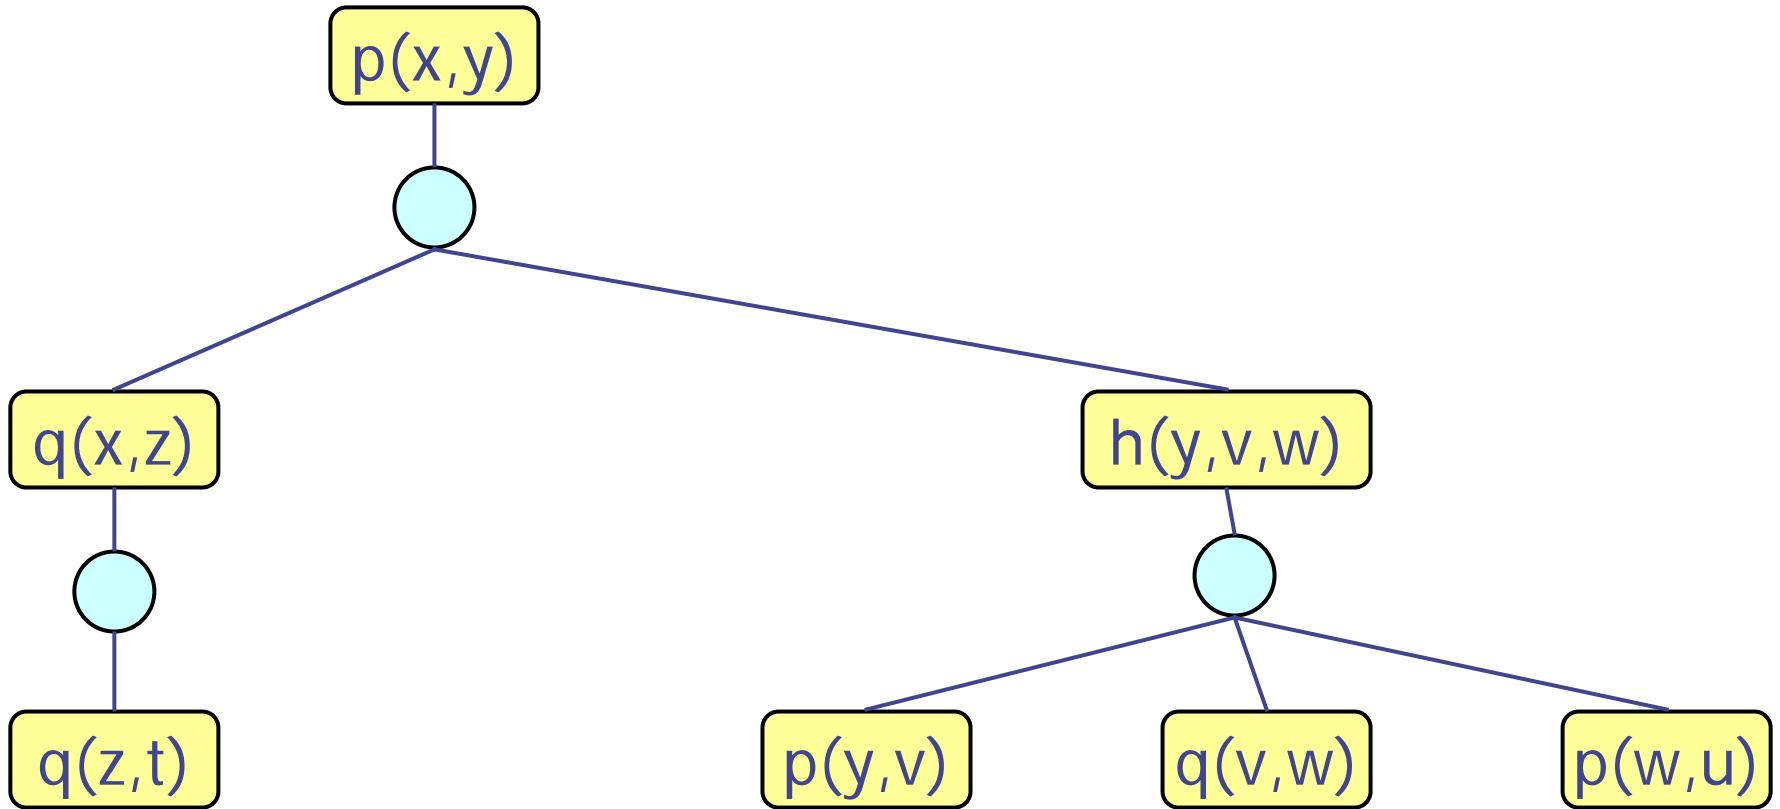 p(x,y)
q(x,z)
h(y,v,w)
q(z,t)
p(y,v)
q(v,w)
p(w,u)